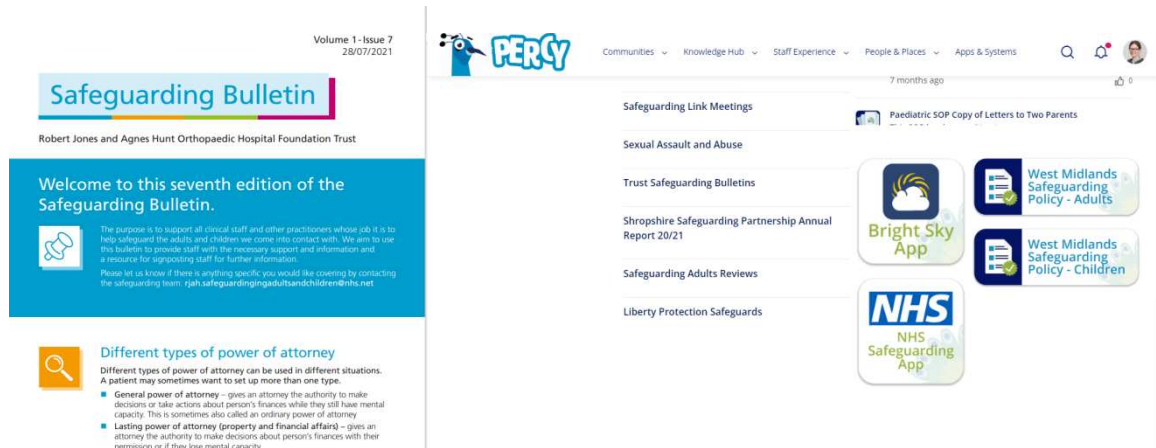 Volume 1 - Issue 7
28/07/2021
Safeguarding Bulletin
Robert Jones and Agnes Hunt Orthopaedic Hospital Foundation Trust
Welcome to this seventh edition of the
Safeguarding Bulletin.
The purpose is to support all clinical staff and other practitioners whose job it is to
help safeguard the adults and children we come into contact with. We aim to use
this bulletin to provide staff with the necessary support and information and
a resource for signposting staff for further information.
Please let us know if there is anything specific you would like covering by contacting
the safeguarding team: rjah.safeguardingingadultsandchildren@nhs.net
Different types of power of attorney
Different types of power of attorney can be used in different situations.
A patient may sometimes want to set up more than one type.
General power of attorney – gives an attorney the authority to make
decisions or take actions about person's finances while they still have mental
capacity. This is sometimes also called an ordinary power of attorney
Lasting power of attorney (property and financial affairs) – gives an
attorney the authority to make decisions about person's finances with their
permission or if they lose mental capacity
PERCY
Communities Knowledge Hub Staff Experience People & Places Apps & Systems
7 months ago
0
Safeguarding Link Meetings
Sexual Assault and Abuse
Trust Safeguarding Bulletins
Shropshire Safeguarding Partnership Annual
Report 20/21
Safeguarding Adults Reviews
Liberty Protection Safeguards
Paediatric SOP Copy of Letters to Two Parents
Bright Sky
App
West Midlands
Safeguarding
Policy - Adults
West Midlands
Safeguarding
Policy - Children
NHS
NHS
Safeguarding
App